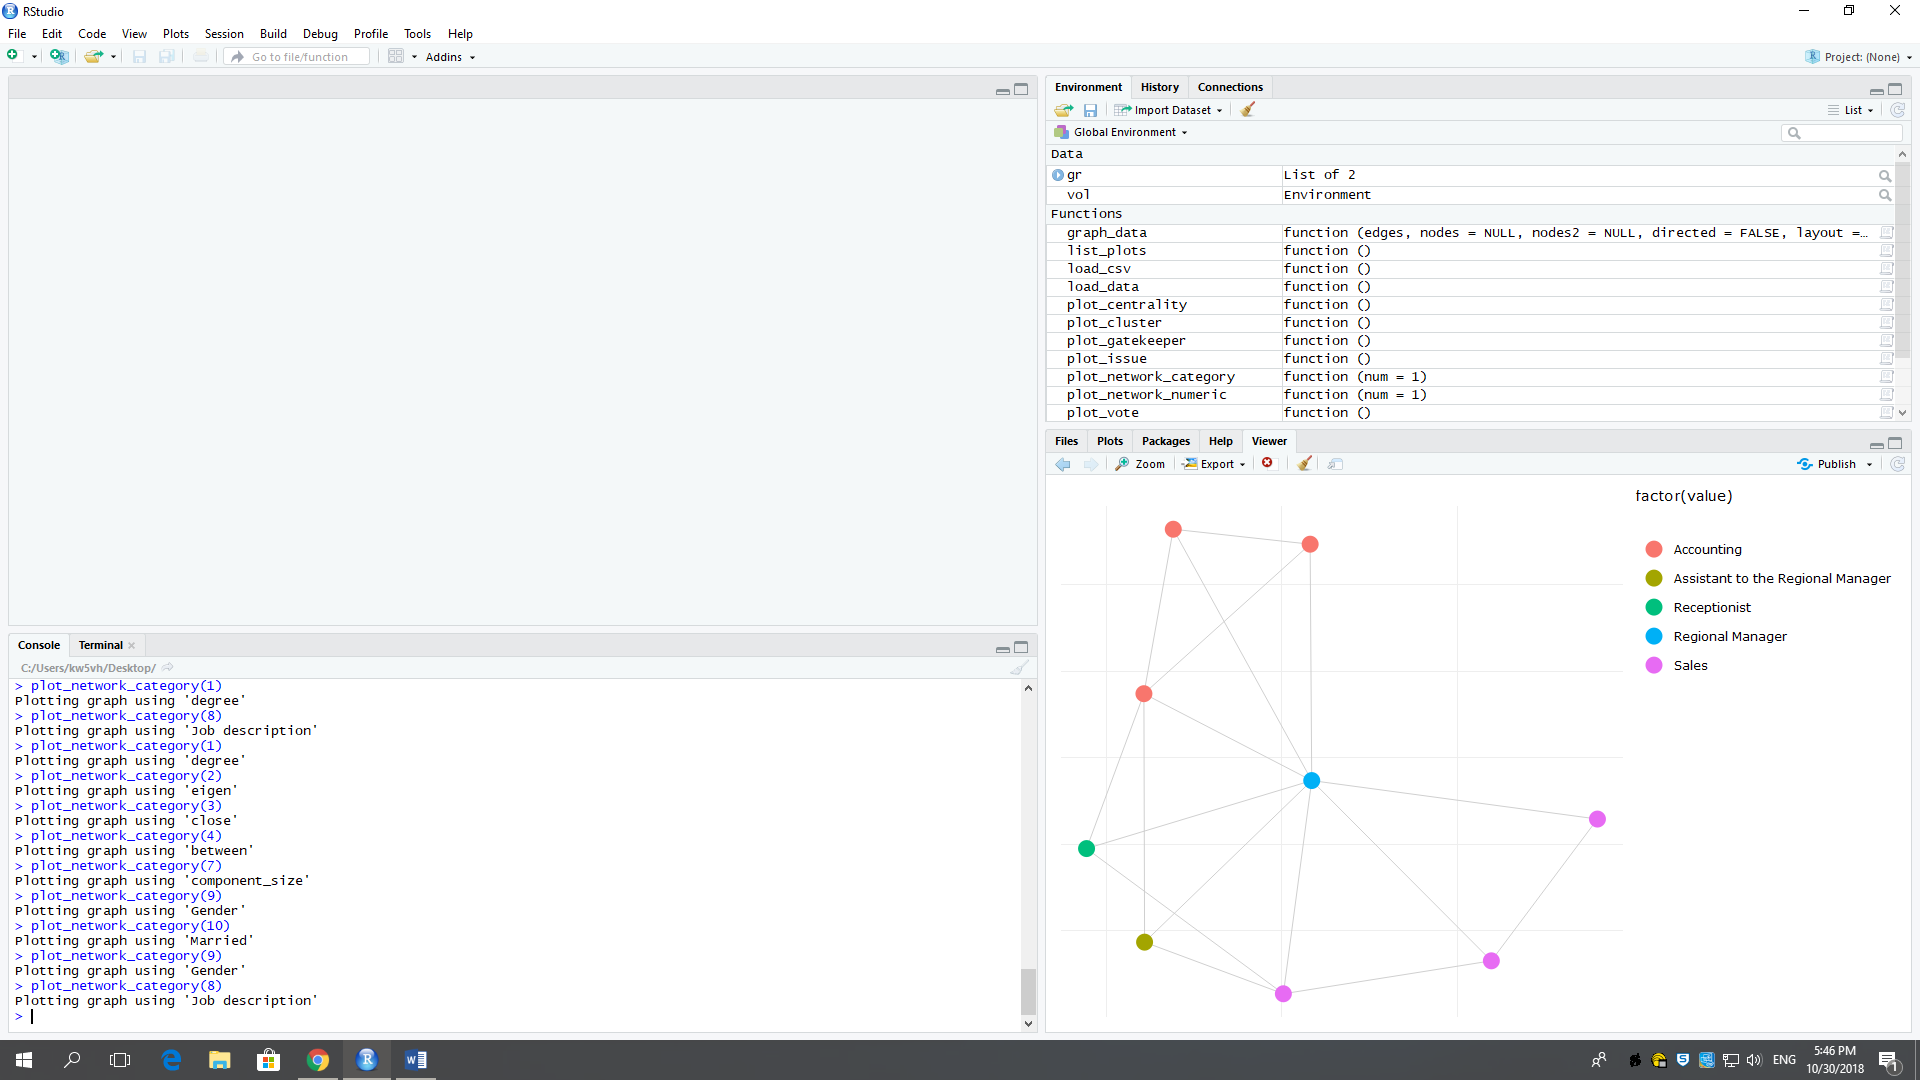 RStudio
File Edit Code View Plots Session Build Debug Profile Tools Help
Go to file/function Addins Project: (None)
Console Terminal
C:/Users/kw5vh/Desktop/
> plot_network_category(1)
Plotting graph using 'degree'
> plot_network_category(8)
Plotting graph using 'Job description'
> plot_network_category(1)
Plotting graph using 'degree'
> plot_network_category(2)
Plotting graph using 'eigen'
> plot_network_category(3)
Plotting graph using 'close'
> plot_network_category(4)
Plotting graph using 'between'
> plot_network_category(7)
Plotting graph using 'component_size'
> plot_network_category(9)
Plotting graph using 'Gender'
> plot_network_category(10)
Plotting graph using 'Married'
> plot_network_category(9)
Plotting graph using 'Gender'
> plot_network_category(8)
Plotting graph using 'Job description'
>
Environment History Connections
Import Dataset List
Global Environment
Data
gr List of 2
vol Environment
Functions
graph_data function (edges, nodes = NULL, nodes2 = NULL, directed = FALSE, layout =…
list_plots function ()
load_csv function ()
load_data function ()
plot_centrality function ()
plot_cluster function ()
plot_gatekeeper function ()
plot_issue function ()
plot_network_category function (num = 1)
plot_network_numeric function (num = 1)
plot_vote function ()
Files Plots Packages Help Viewer
Zoom Export Publish
factor(value)
Accounting
Assistant to the Regional Manager
Receptionist
Regional Manager
Sales
ENG
5:46 PM
10/30/2018
1